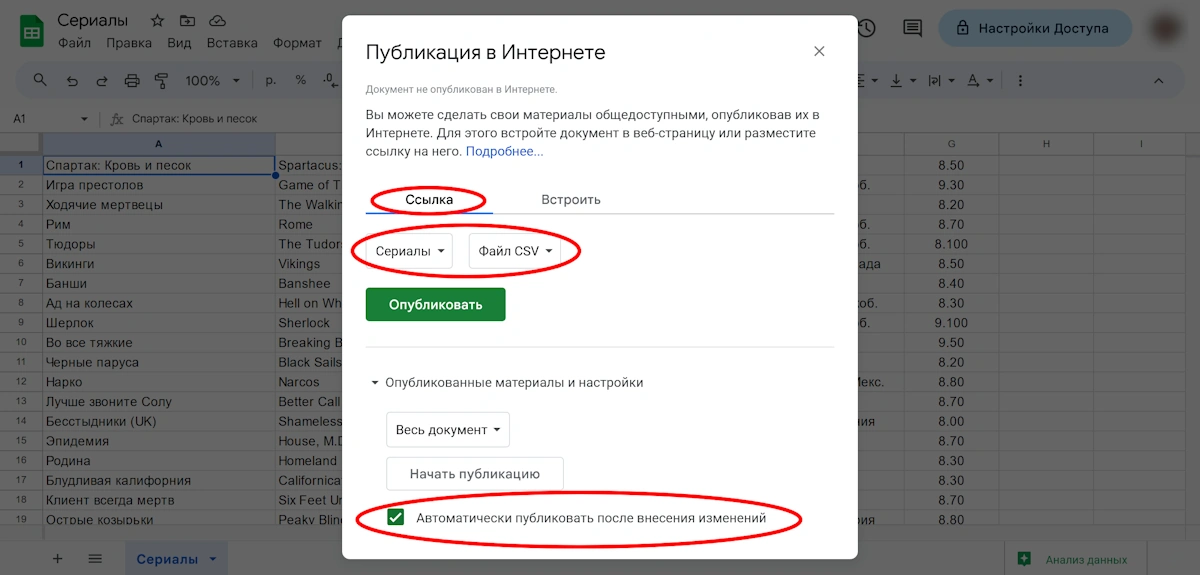 Сериалы
Файл Правка Вид Вставка Формат
Настройки Доступа
100% р. % .0
A1 fx Спартак: Кровь и песок
A G H I
1 Спартак: Кровь и песок Spartacus: 8.50
2 Игра престолов Game of T об. 9.30
3 Ходячие мертвецы The Walkin 8.20
4 Рим Rome об. 8.70
5 Тюдоры The Tudor об. 8.100
6 Викинги Vikings ада 8.50
7 Банши Banshee 8.40
8 Ад на колесах Hell on Wh об. 8.30
9 Шерлок Sherlock об. 9.100
10 Во все тяжкие Breaking B 9.50
11 Черные паруса Black Sails 8.20
12 Нарко Narcos Иекс. 8.80
13 Лучше звоните Солу Better Call 8.70
14 Бесстыдники (UK) Shameless ия 8.00
15 Эпидемия House, M.D 8.70
16 Родина Homeland 8.30
17 Блудливая калифорния Californica 8.30
18 Клиент всегда мертв Six Feet Un 8.70
19 Острые козырьки Peaky Blin рия 8.80
Сериалы
Анализ данных
Публикация в Интернете
Документ не опубликован в Интернете.
Вы можете сделать свои материалы общедоступными, опубликовав их в
Интернете. Для этого встройте документ в веб-страницу или разместите
ссылку на него. Подробнее...
Ссылка Встроить
Сериалы Файл CSV
Опубликовать
Опубликованные материалы и настройки
Весь документ
Начать публикацию
Автоматически публиковать после внесения изменений